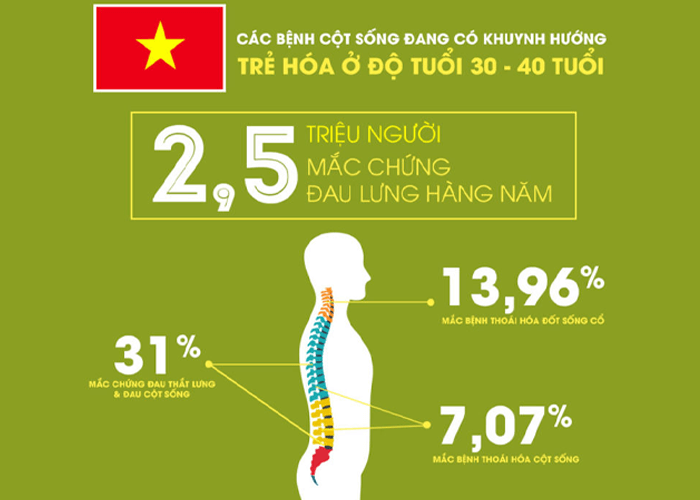 CÁC BỆNH CỘT SỐNG ĐANG CÓ KHUYNH HƯỚNG
TRẺ HÓA Ở ĐỘ TUỔI 30 - 40 TUỔI
2,5 TRIỆU NGƯỜI
MẮC CHỨNG
ĐAU LƯNG HÀNG NĂM
13,96%
MẮC BỆNH THOÁI HÓA ĐỐT SỐNG CỔ
31%
MẮC CHỨNG ĐAU THẮT LƯNG
& ĐAU CỘT SỐNG
7,07%
MẮC BỆNH THOÁI HÓA CỘT SỐNG